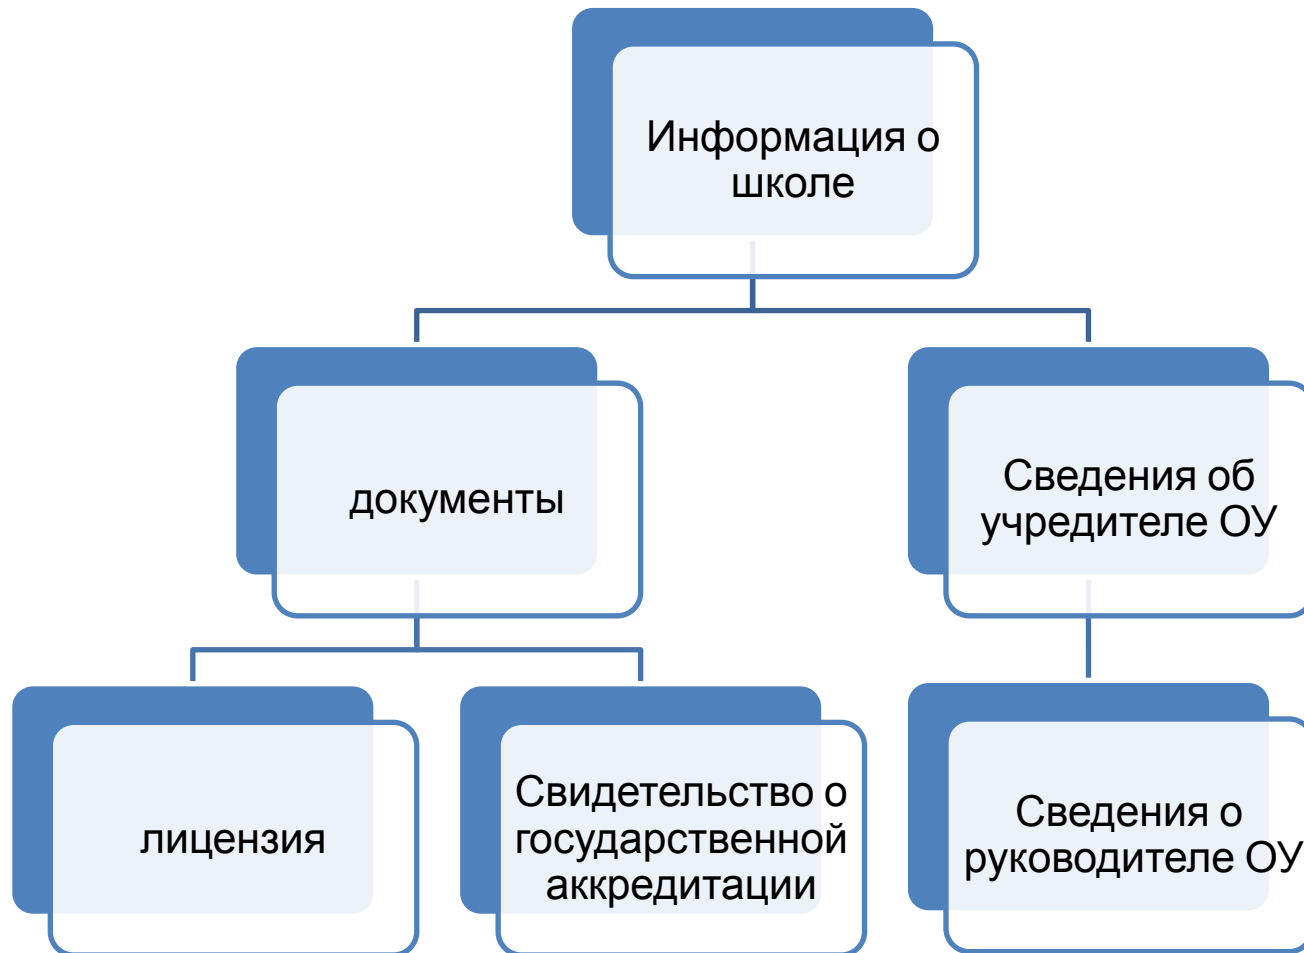 Информация о
школе
документы
Сведения об
учредителе ОУ
лицензия
Свидетельство о
государственной
аккредитации
Сведения о
руководителе ОУ